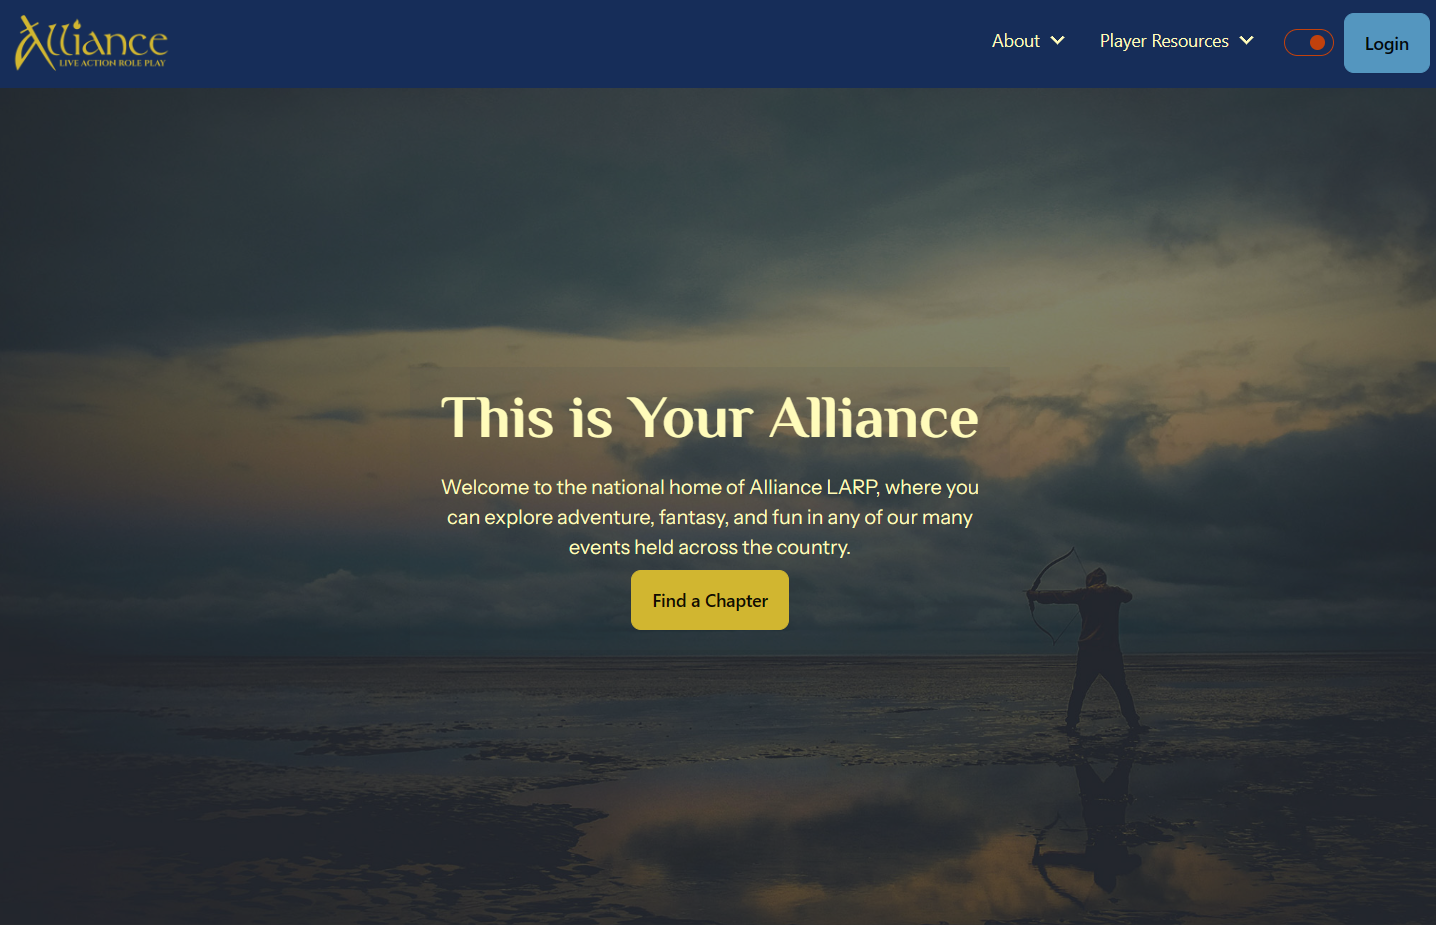 Alliance
LIVE ACTION ROLE PLAY
About
Player Resources
Login
This is Your Alliance
Welcome to the national home of Alliance LARP, where you
can explore adventure, fantasy, and fun in any of our many
events held across the country.
Find a Chapter